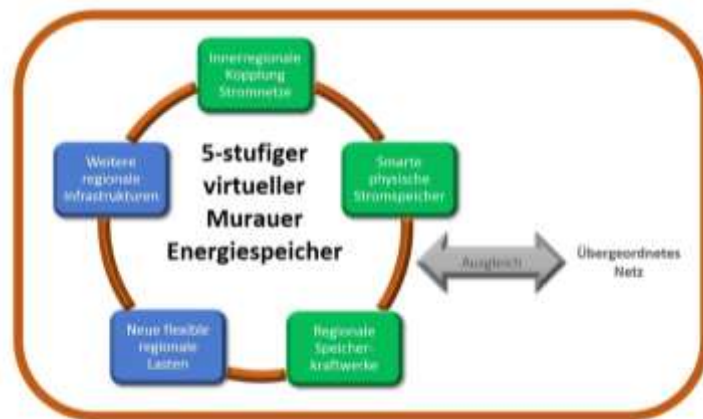 Innerregionale
Kopplung
Stromnetze
Weitere
regionale
Infrastrukturen
5-stufiger
virtueller
Murauer
Energiespeicher
Smarte
physische
Stromspeicher
Ausgleich
Übergeordnetes
Netz
Neue flexible
regionale
Lasten
Regionale
Speicher-
kraftwerke